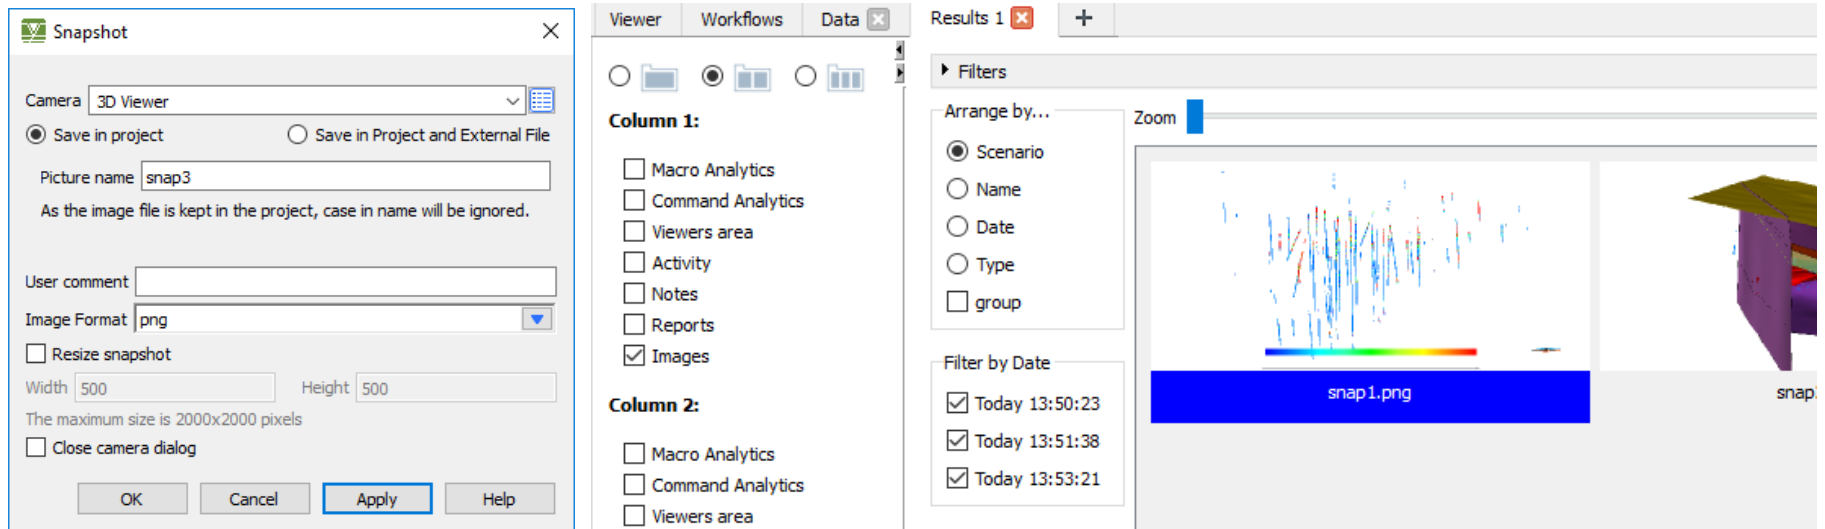 Snapshot
Camera 3D Viewer
Save in project Save in Project and External File
Picture name snap3
As the image file is kept in the project, case in name will be ignored.
User comment
Image Format png
Resize snapshot
Width 500 Height 500
The maximum size is 2000x2000 pixels
Close camera dialog
OK Cancel Apply Help
Viewer Workflows Data Results 1 +
Column 1:
Macro Analytics
Command Analytics
Viewers area
Activity
Notes
Reports
Images
Column 2:
Macro Analytics
Command Analytics
Viewers area
Filters
Arrange by...
Scenario
Name
Date
Type
group
Filter by Date
Today 13:50:23
Today 13:51:38
Today 13:53:21
Zoom
snap1.png